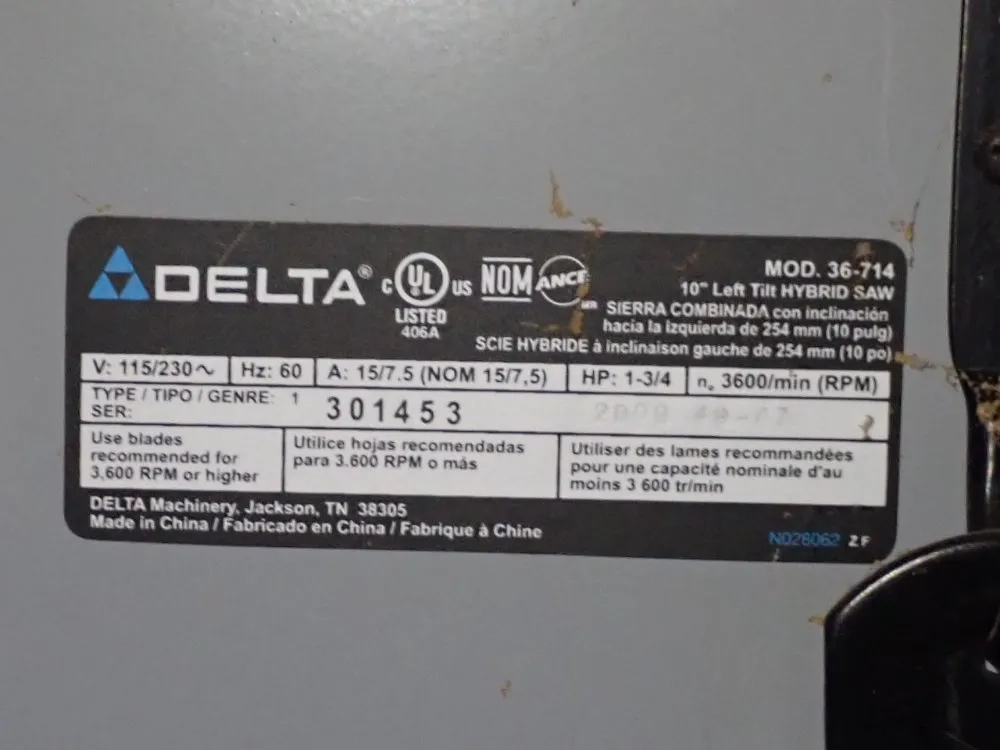 DELTA®
C UL US
LISTED
406A
NOM ANCE
MOD. 36-714
10" Left Tilt HYBRID SAW
SIERRA COMBINADA con inclinación
hacia la izquierda de 254 mm (10 pulg)
SCIE HYBRIDE à inclinaison gauche de 254 mm (10 po)
V: 115/230∿ Hz: 60 A: 15/7.5 (NOM 15/7,5) HP: 1-3/4 n₀ 3600/min (RPM)
TYPE / TIPO / GENRE: 1
SER: 301453
Use blades
recommended for
3,600 RPM or higher
Utilice hojas recomendadas
para 3.600 RPM o más
Utiliser des lames recommandées
pour une capacité nominale d'au
moins 3 600 tr/min
DELTA Machinery, Jackson, TN 38305
Made in China / Fabricado en China / Fabrique à Chine
N028062 ZF